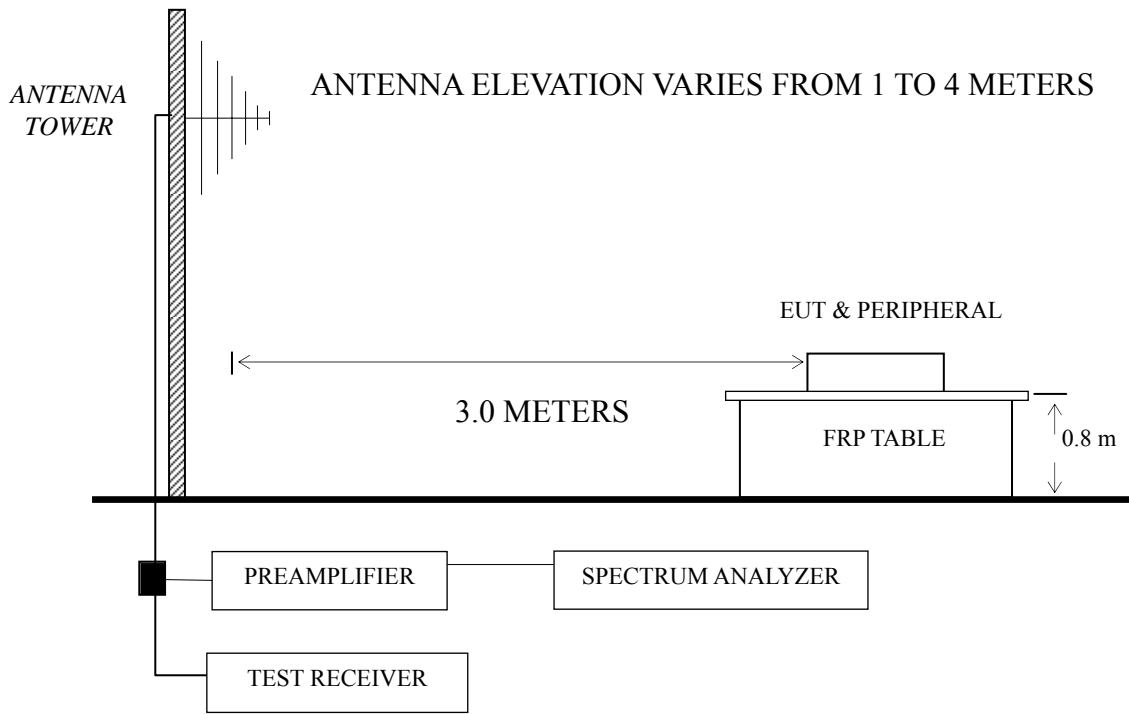 ANTENNA
TOWER
ANTENNA ELEVATION VARIES FROM 1 TO 4 METERS
EUT & PERIPHERAL
3.0 METERS
FRP TABLE
0.8 m
PREAMPLIFIER
SPECTRUM ANALYZER
TEST RECEIVER